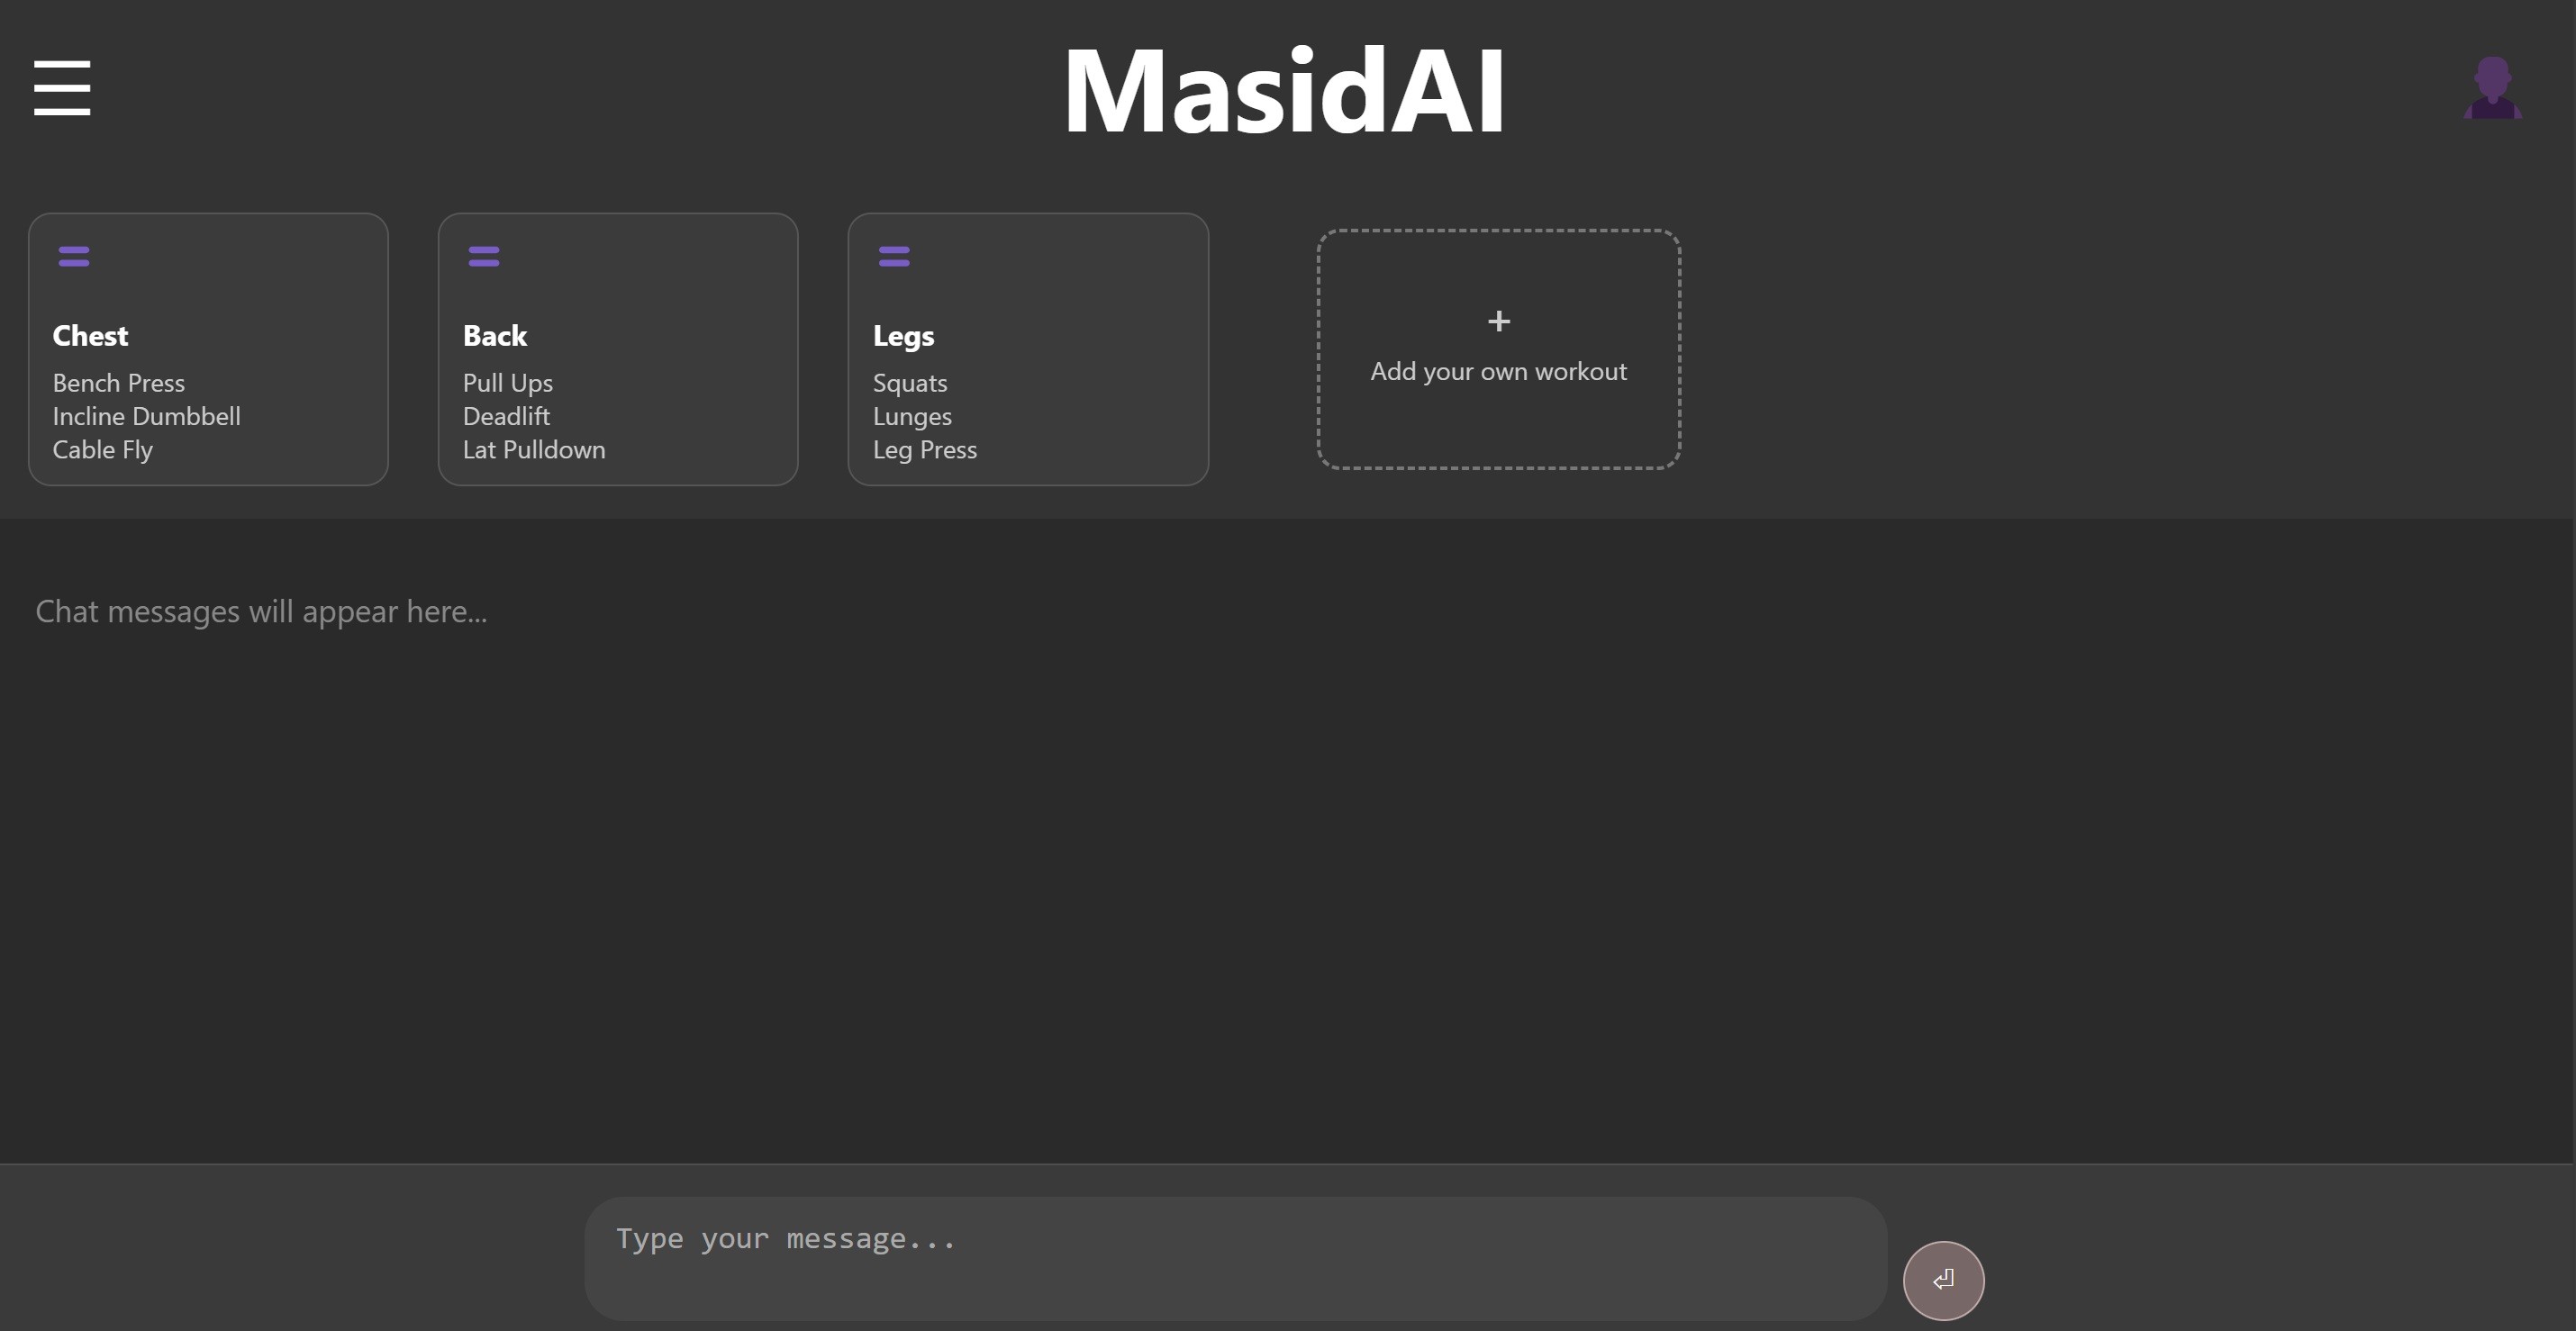 MasidAI
Chest
Bench Press
Incline Dumbbell
Cable Fly
Back
Pull Ups
Deadlift
Lat Pulldown
Legs
Squats
Lunges
Leg Press
+
Add your own workout
Chat messages will appear here...
Type your message...